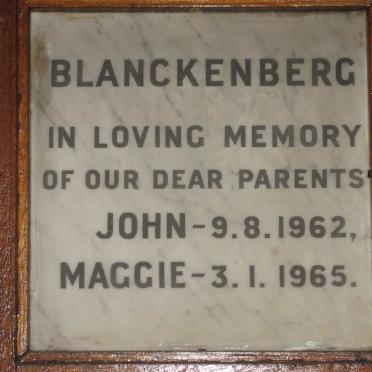 BLANCKENBERG
IN LOVING MEMORY
OF OUR DEAR PARENTS
JOHN-9.8.1962,
MAGGIE-3.1.1965.